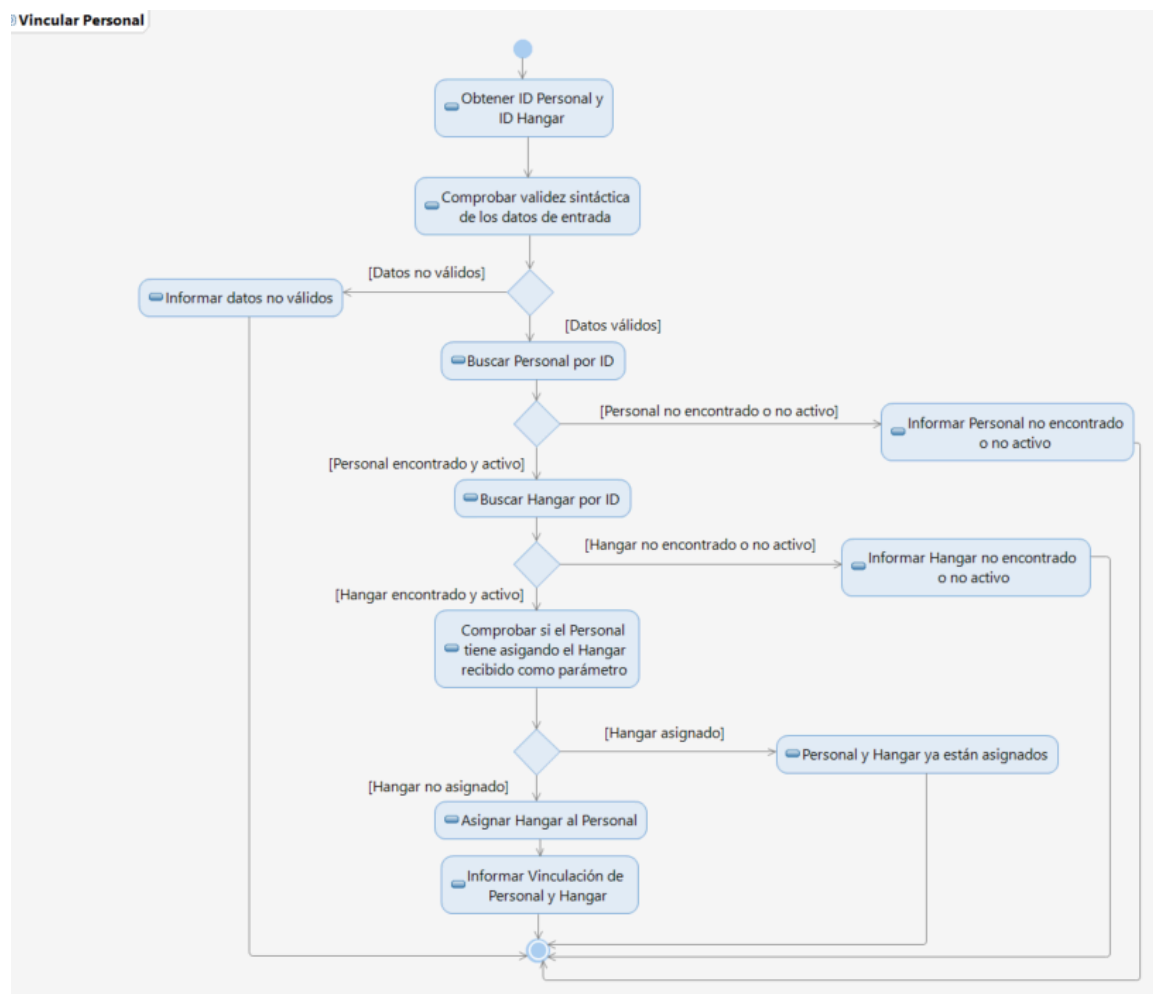 Vincular Personal
Obtener ID Personal y
ID Hangar
Comprobar validez sintáctica
de los datos de entrada
[Datos no válidos]
Informar datos no válidos
[Datos válidos]
Buscar Personal por ID
[Personal no encontrado o no activo]
Informar Personal no encontrado
o no activo
[Personal encontrado y activo]
Buscar Hangar por ID
[Hangar no encontrado o no activo]
Informar Hangar no encontrado
o no activo
[Hangar encontrado y activo]
Comprobar si el Personal
tiene asigando el Hangar
recibido como parámetro
[Hangar asignado]
Personal y Hangar ya están asignados
[Hangar no asignado]
Asignar Hangar al Personal
Informar Vinculación de
Personal y Hangar